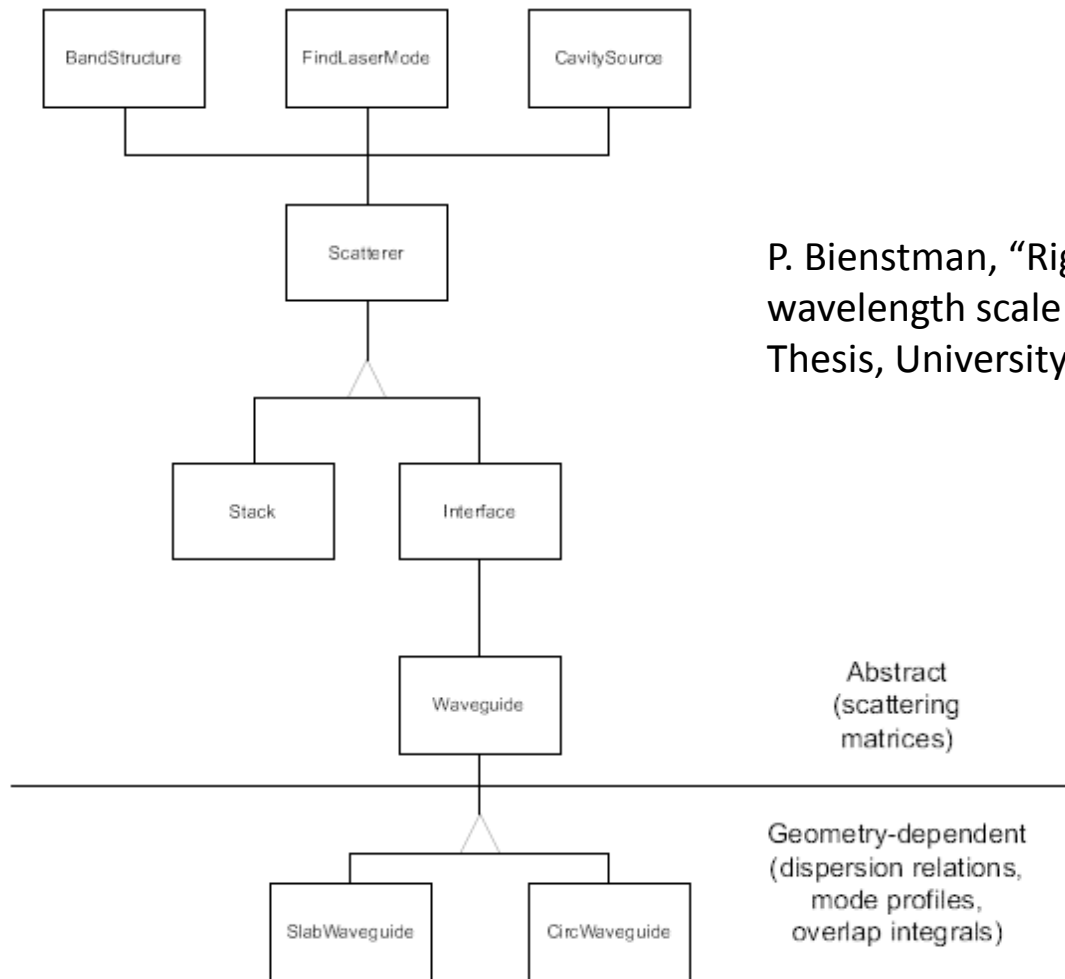 BandStructure
FindLaserMode
CavitySource
Scatterer
P. Bienstman, “Rig
wavelength scale
Thesis, University
Stack
Interface
Waveguide
Abstract
(scattering
matrices)
Geometry-dependent
(dispersion relations,
mode profiles,
overlap integrals)
SlabWaveguide
CircWaveguide